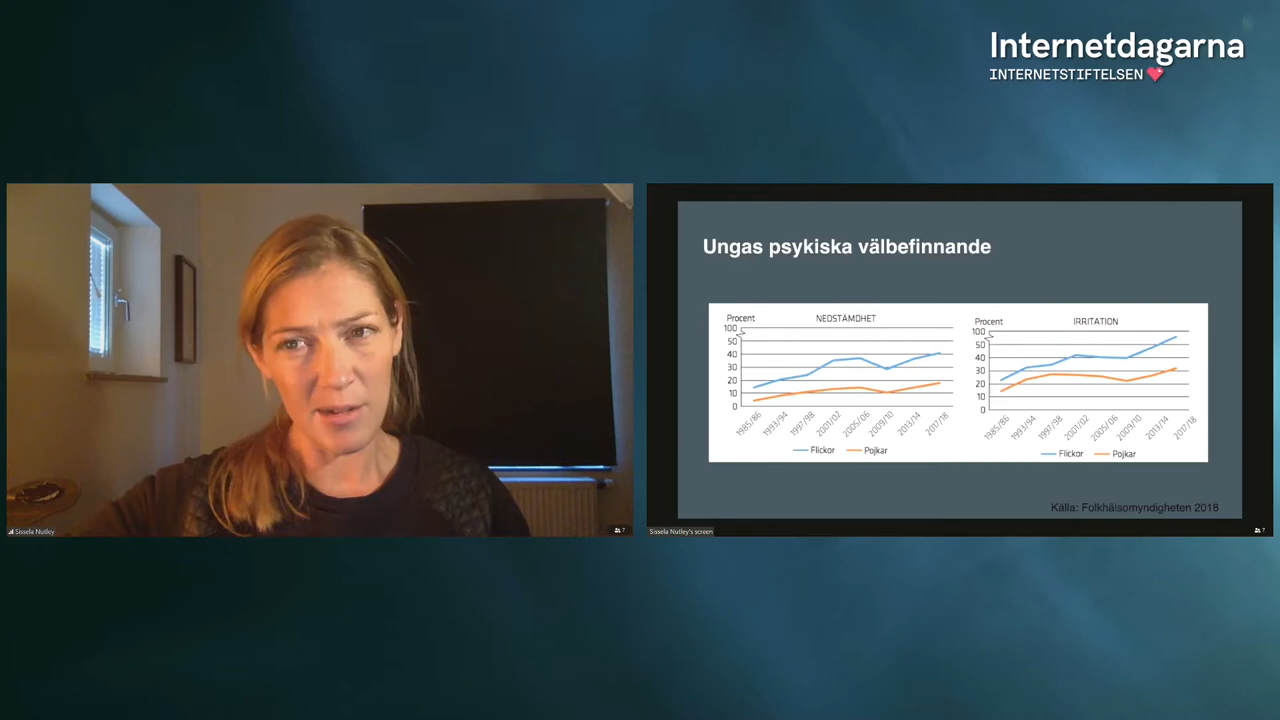 Internetdagarna
INTERNETSTIFTELSEN
Ungas psykiska välbefinnande
Procent
NEDSTÄMDHET
100
50
40
30
20
10
0
1985/86
1993/94
1997/98
2001/02
2005/06
2009/10
2013/14
2017/18
Flickor
Pojkar
Procent
IRRITATION
100
50
40
30
20
10
0
1985/86
1993/94
1997/98
2001/02
2005/06
2009/10
2013/14
2017/18
Flickor
Pojkar
Källa: Folkhälsomyndigheten 2018
Sissela Nutley
7
Sissela Nutley's screen
7